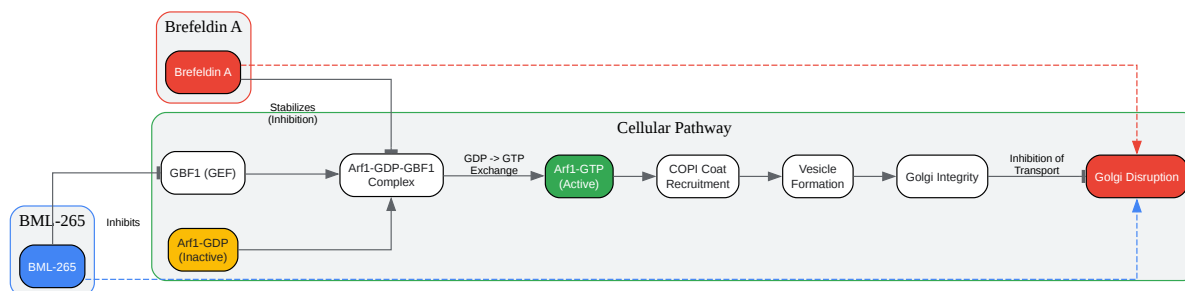 Brefeldin A
Brefeldin A
Stabilizes
(Inhibition)
Cellular Pathway
GBF1 (GEF)
Arf1-GDP-GBF1
Complex
GDP -> GTP
Exchange
Arf1-GTP
(Active)
COPI Coat
Recruitment
Vesicle
Formation
Golgi Integrity
Inhibition of
Transport
Golgi Disruption
BML-265
Inhibits
BML-265
Arf1-GDP
(Inactive)